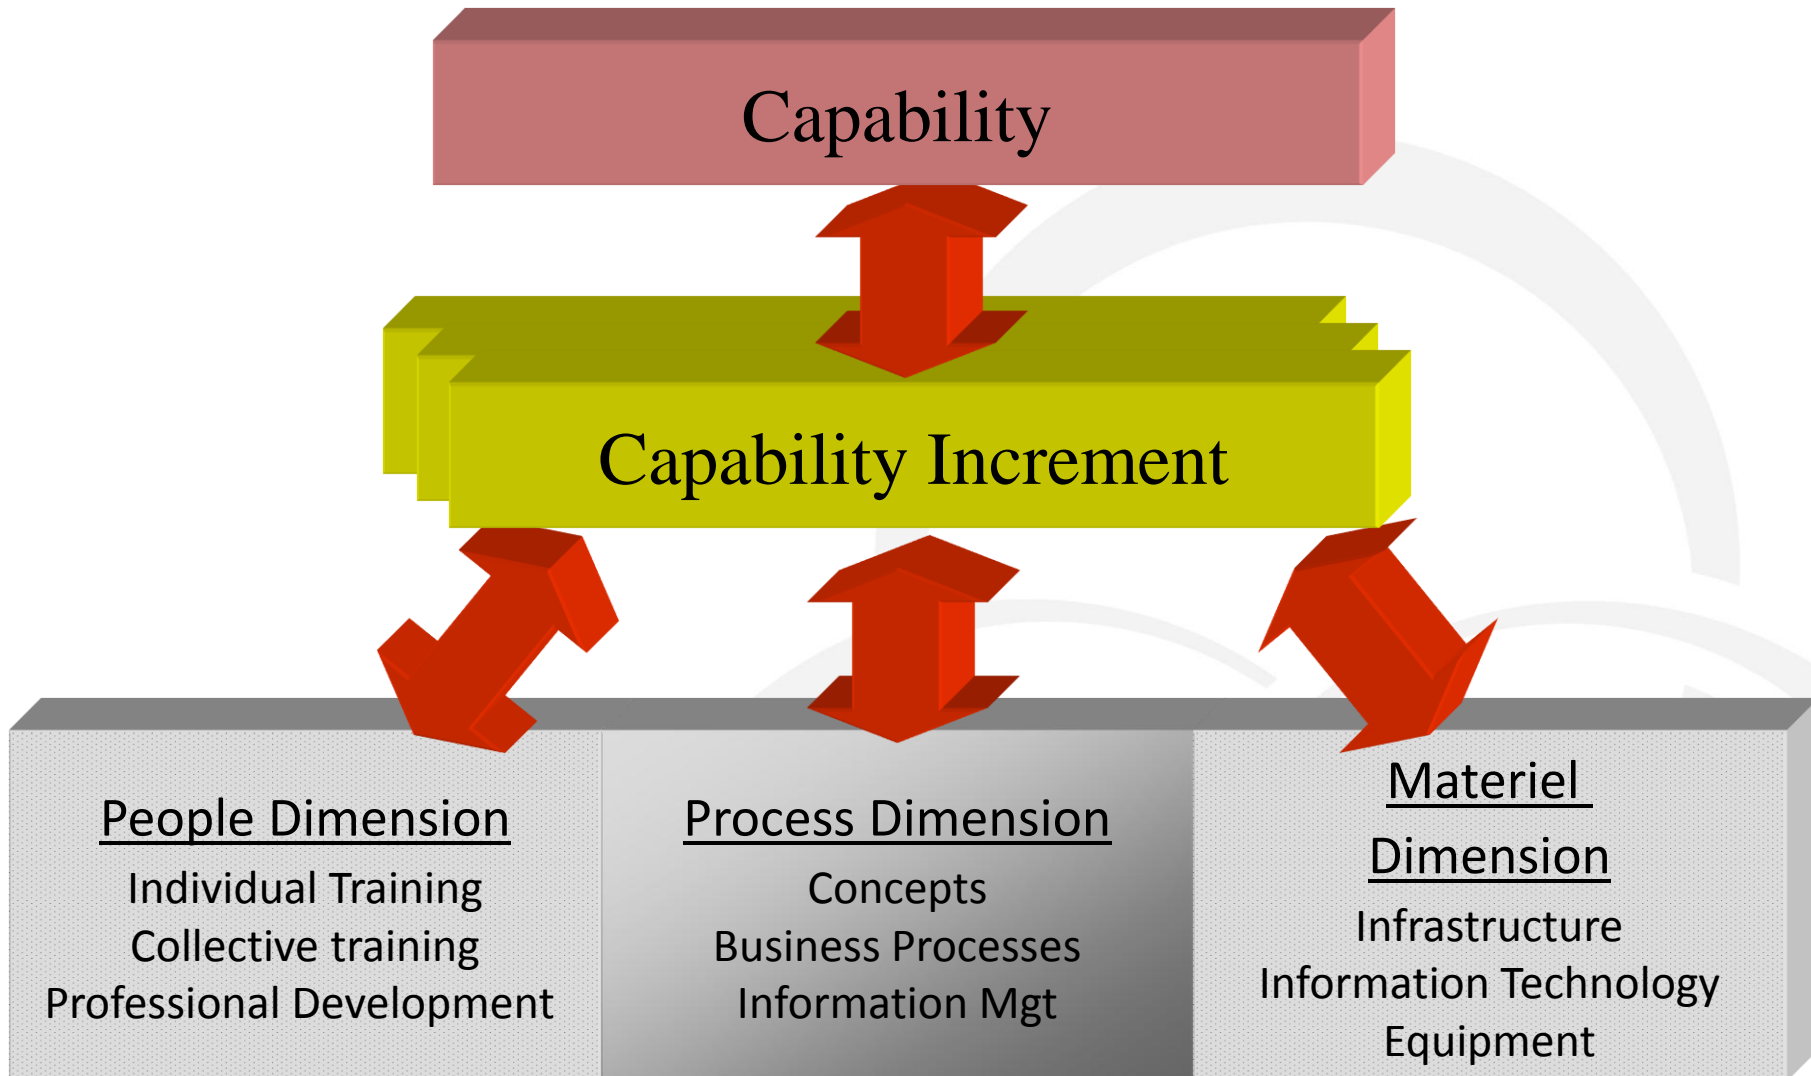 Capability
Capability Increment
People Dimension
Individual Training
Collective training
Professional Development
Process Dimension
Concepts
Business Processes
Information Mgt
Materiel
Dimension
Infrastructure
Information Technology
Equipment